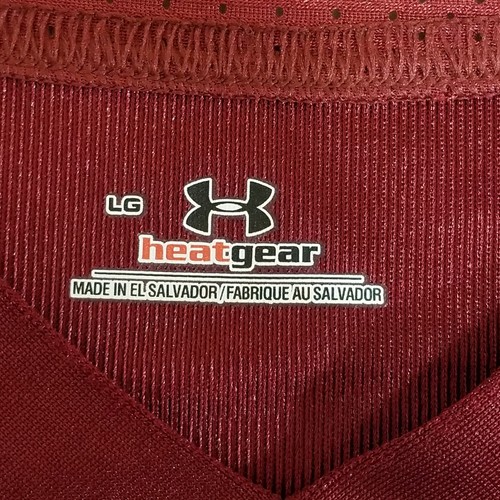 LG
heatgear
MADE IN EL SALVADOR/FABRIQUE AU SALVADOR